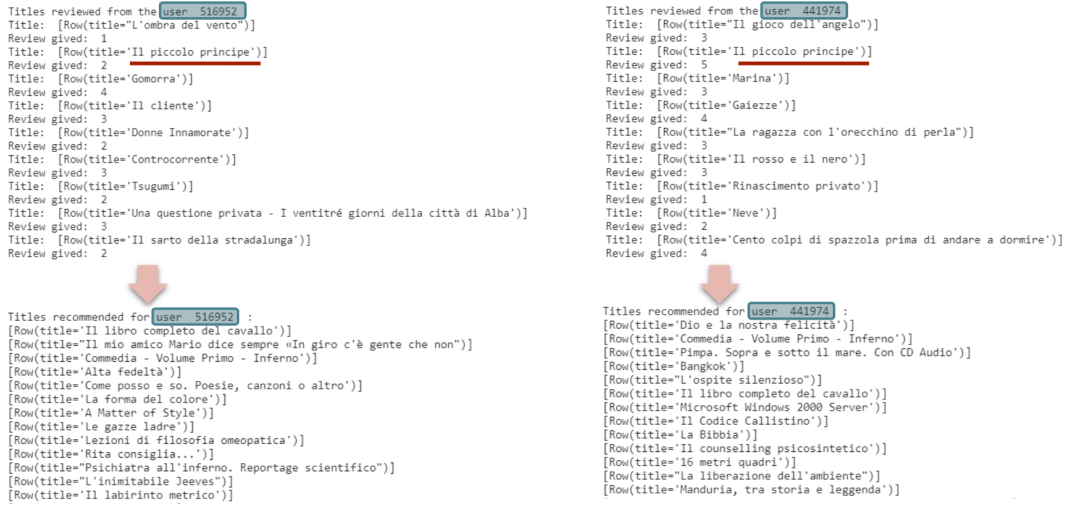 Titles reviewed from the user 516952
Title: [Row(title="L'ombra del vento")]
Review gived: 1
Title: [Row(title='Il piccolo principe')]
Review gived: 2
Title: [Row(title='Gomorra')]
Review gived: 4
Title: [Row(title='Il cliente')]
Review gived: 3
Title: [Row(title='Donne Innamorate')]
Review gived: 2
Title: [Row(title='Controcorrente')]
Review gived: 3
Title: [Row(title='Tsugumi')]
Review gived: 2
Title: [Row(title='Una questione privata - I ventitré giorni della città di Alba')]
Review gived: 3
Title: [Row(title='Il sarto della stradalunga')]
Review gived: 2
Titles recommended for user 516952 :
[Row(title='Il libro completo del cavallo')]
[Row(title="Il mio amico Mario dice sempre «In giro c'è gente che non")]
[Row(title='Commedia - Volume Primo - Inferno')]
[Row(title='Alta fedeltà')]
[Row(title='Come posso e so. Poesie, canzoni o altro')]
[Row(title='La forma del colore')]
[Row(title='A Matter of Style')]
[Row(title='Le gazze ladre')]
[Row(title='Lezioni di filosofia omeopatica')]
[Row(title='Rita consiglia...')]
[Row(title="Psichiatra all'inferno. Reportage scientifico")]
[Row(title="L'inimitabile Jeeves")]
[Row(title='Il labirinto metrico')]
Titles reviewed from the user 441974
Title: [Row(title="Il gioco dell'angelo")]
Review gived: 3
Title: [Row(title='Il piccolo principe')]
Review gived: 5
Title: [Row(title='Marina')]
Review gived: 3
Title: [Row(title='Gaiezze')]
Review gived: 4
Title: [Row(title="La ragazza con l'orecchino di perla")]
Review gived: 3
Title: [Row(title='Il rosso e il nero')]
Review gived: 3
Title: [Row(title='Rinascimento privato')]
Review gived: 1
Title: [Row(title='Neve')]
Review gived: 2
Title: [Row(title='Cento colpi di spazzola prima di andare a dormire')]
Review gived: 4
Titles recommended for user 441974 :
[Row(title='Dio e la nostra felicità')]
[Row(title='Commedia - Volume Primo - Inferno')]
[Row(title='Pimpa. Sopra e sotto il mare. Con CD Audio')]
[Row(title='Bangkok')]
[Row(title="L'ospite silenzioso")]
[Row(title='Il libro completo del cavallo')]
[Row(title='Microsoft Windows 2000 Server')]
[Row(title='Il Codice Callistino')]
[Row(title='La Bibbia')]
[Row(title='Il counselling psicosintetico')]
[Row(title='16 metri quadri')]
[Row(title="La liberazione dell'ambiente")]
[Row(title='Manduria, tra storia e leggenda')]